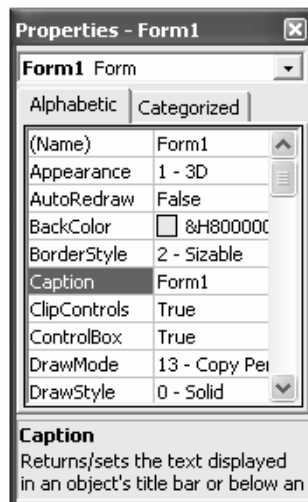 Properties - Form1
Form1 Form
Alphabetic Categorized
(Name) Form1
Appearance 1 - 3D
AutoRedraw False
BackColor &H800000
BorderStyle 2 - Sizable
Caption Form1
ClipControls True
ControlBox True
DrawMode 13 - Copy Pe
DrawStyle 0 - Solid
Caption
Returns/sets the text displayed
in an object's title bar or below an